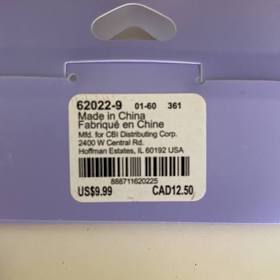 62022-9 01-60 361
Made in China
Fabriqué en Chine
Mfd. for CBI Distributing Corp.
2400 W Central Rd.
Hoffman Estates, IL 60192 USA
888711620225
US$9.99 CAD12.50